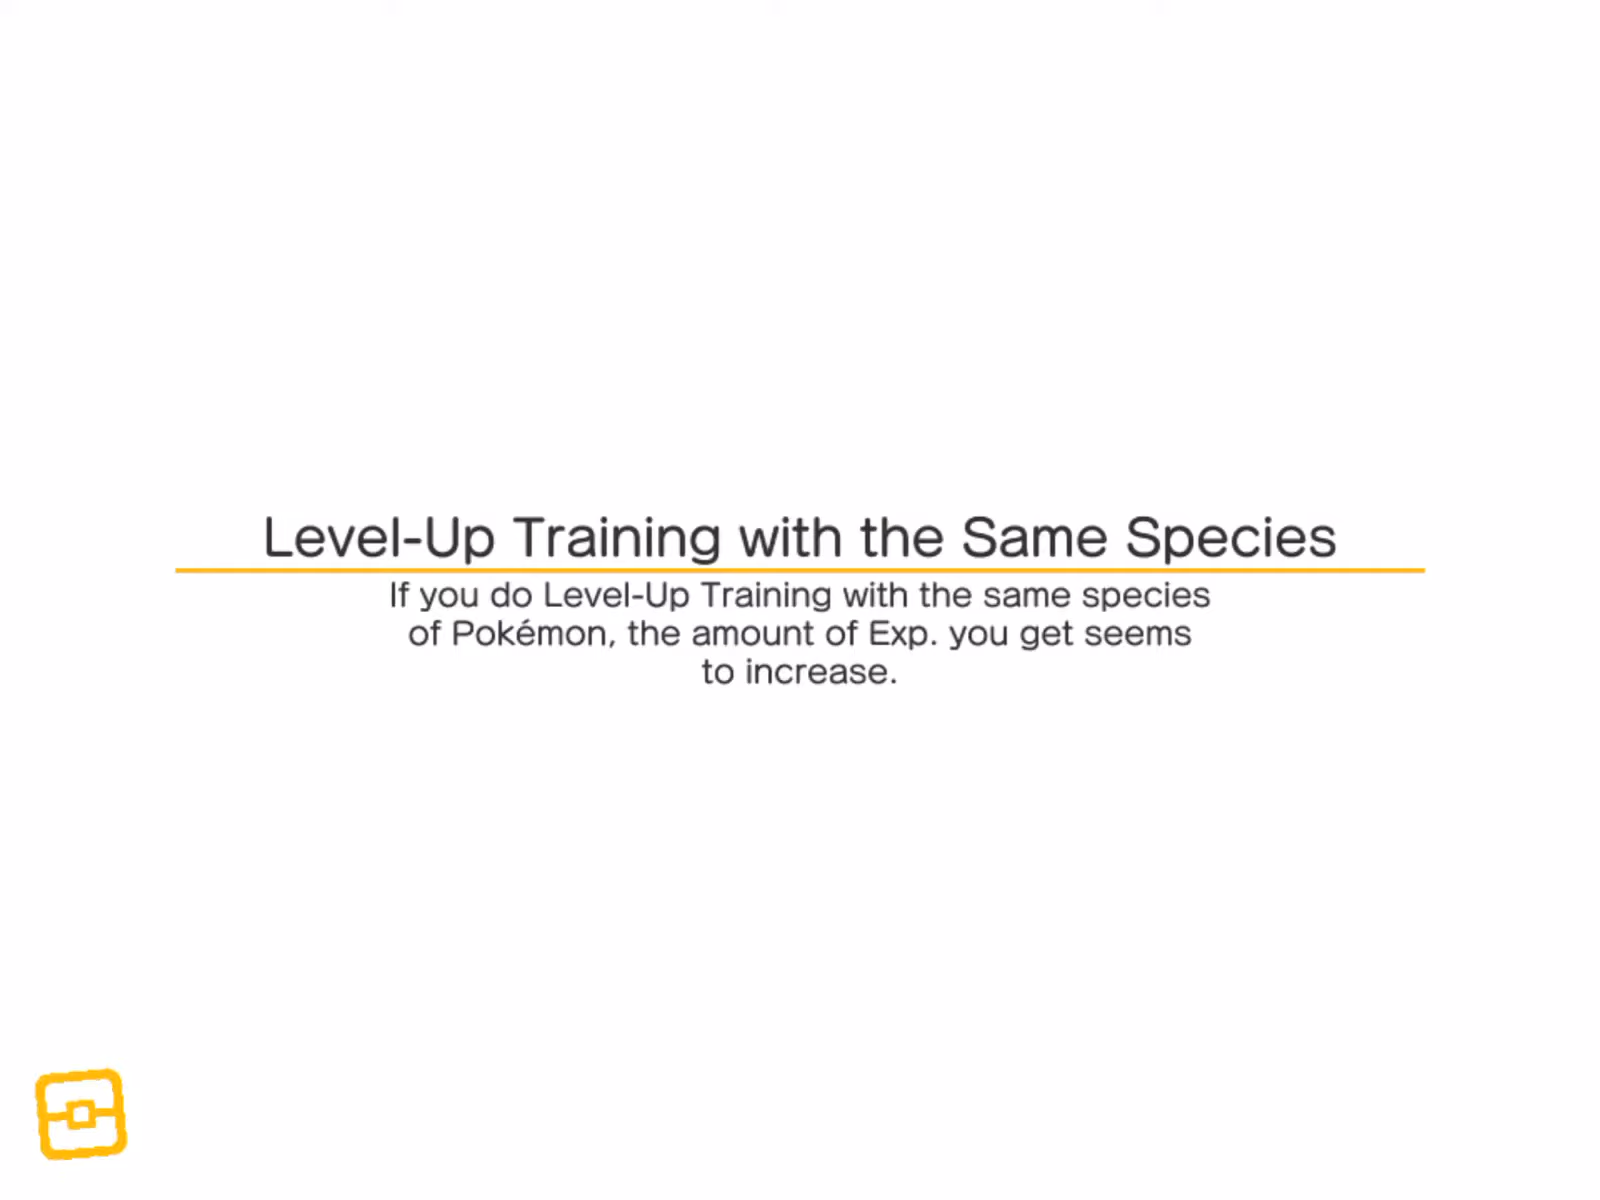 Level-Up Training with the Same Species
If you do Level-Up Training with the same species
of Pokémon, the amount of Exp. you get seems
to increase.